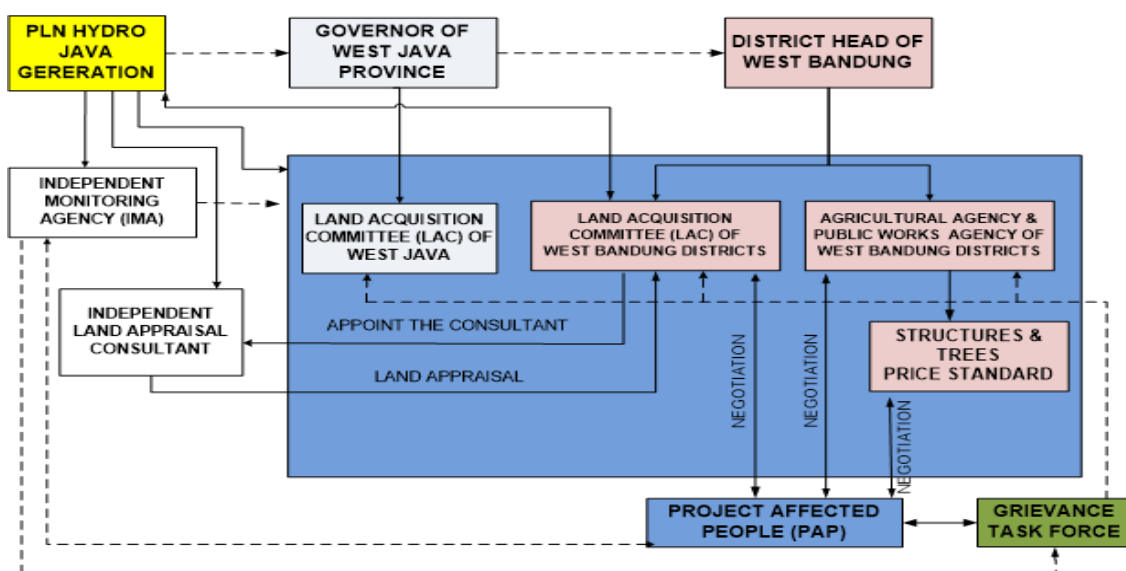 PLN HYDRO
JAVA
GERERATION
GOVERNOR OF
WEST JAVA
PROVINCE
DISTRICT HEAD OF
WEST BANDUNG
INDEPENDENT
MONITORING
AGENCY (IMA)
LAND ACQUISITION
COMMITTEE (LAC) OF
WEST JAVA
LAND ACQUISITION
COMMITTEE (LAC) OF
WEST BANDUNG DISTRICTS
AGRICULTURAL AGENCY &
PUBLIC WORKS AGENCY OF
WEST BANDUNG DISTRICTS
INDEPENDENT
LAND APPRAISAL
CONSULTANT
APPOINT THE CONSULTANT
LAND APPRAISAL
STRUCTURES &
TREES
PRICE STANDARD
NEGOTIATION
NEGOTIATION
NEGOTIATION
PROJECT AFFECTED
PEOPLE (PAP)
GRIEVANCE
TASK FORCE